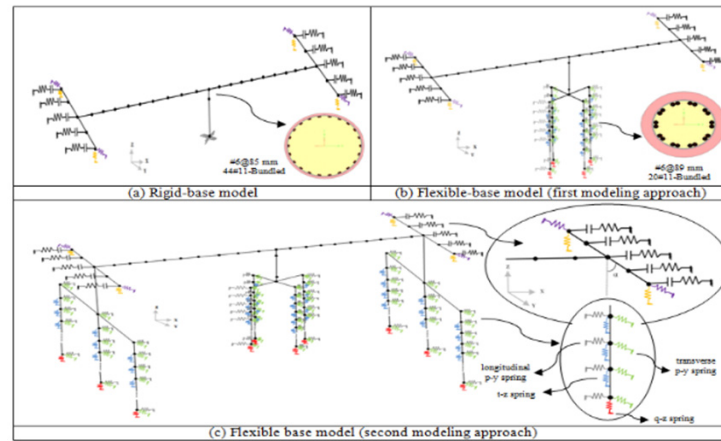 #6@85 mm
44#11-Bundled
(a) Rigid-base model
#6@89 mm
20#11-Bundled
(b) Flexible-base model (first modeling approach)
longitudinal
p-y spring
t-z spring
transverse
p-y spring
q-z spring
(c) Flexible base model (second modeling approach)